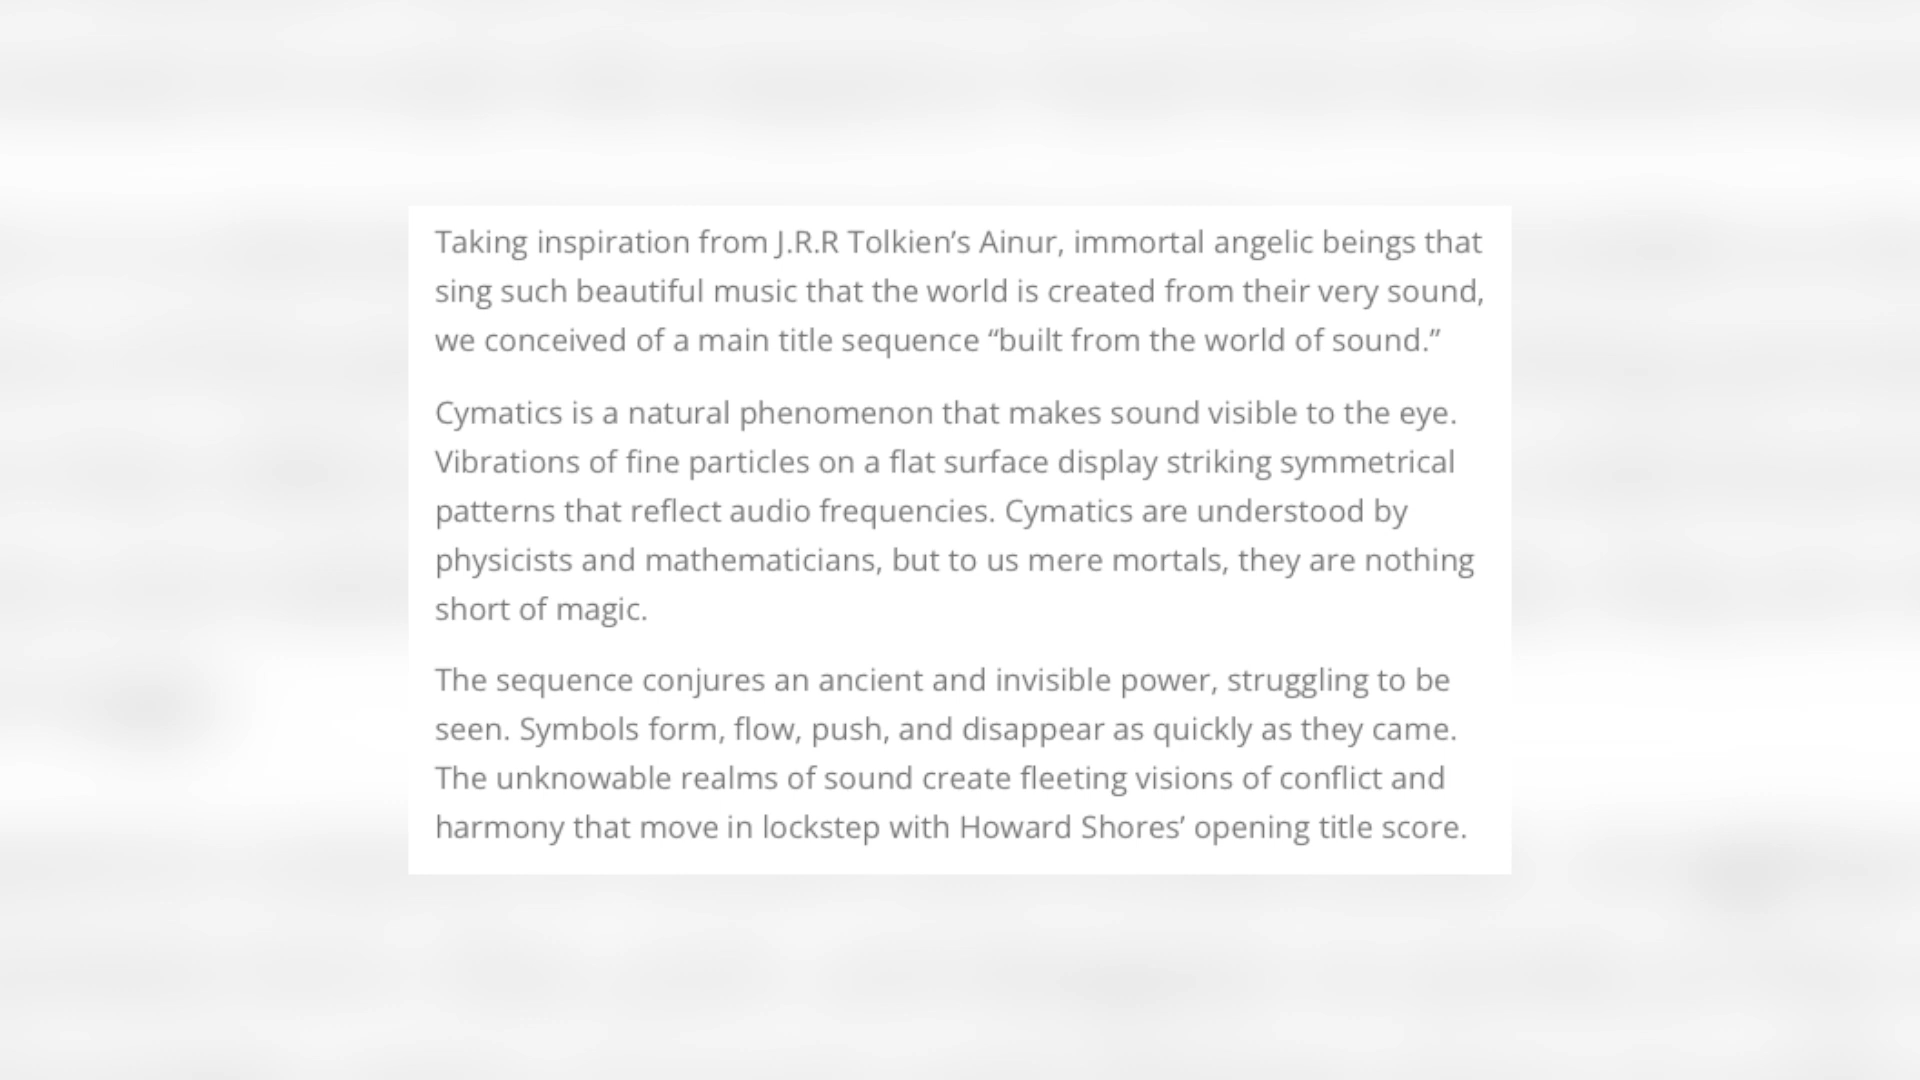 Taking inspiration from J.R.R Tolkien’s Ainur, immortal angelic beings that
sing such beautiful music that the world is created from their very sound,
we conceived of a main title sequence “built from the world of sound.”
Cymatics is a natural phenomenon that makes sound visible to the eye.
Vibrations of fine particles on a flat surface display striking symmetrical
patterns that reflect audio frequencies. Cymatics are understood by
physicists and mathematicians, but to us mere mortals, they are nothing
short of magic.
The sequence conjures an ancient and invisible power, struggling to be
seen. Symbols form, flow, push, and disappear as quickly as they came.
The unknowable realms of sound create fleeting visions of conflict and
harmony that move in lockstep with Howard Shores’ opening title score.